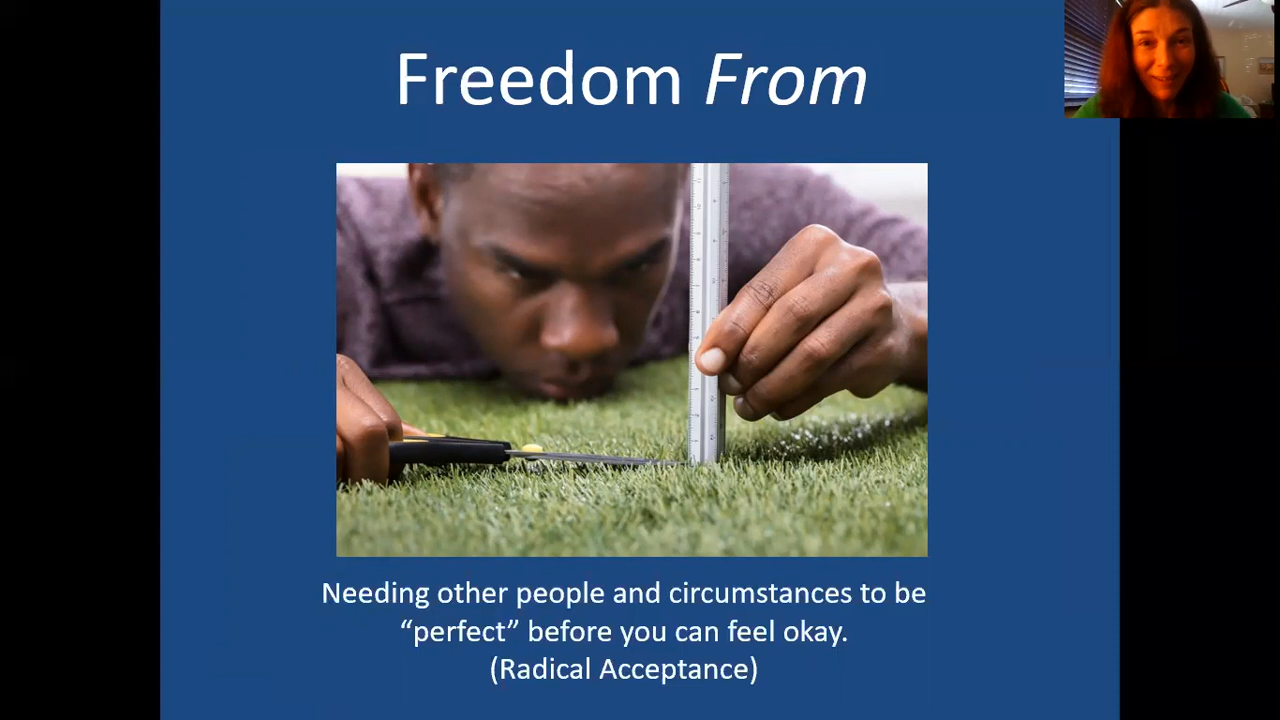 Freedom From
Needing other people and circumstances to be
“perfect” before you can feel okay.
(Radical Acceptance)